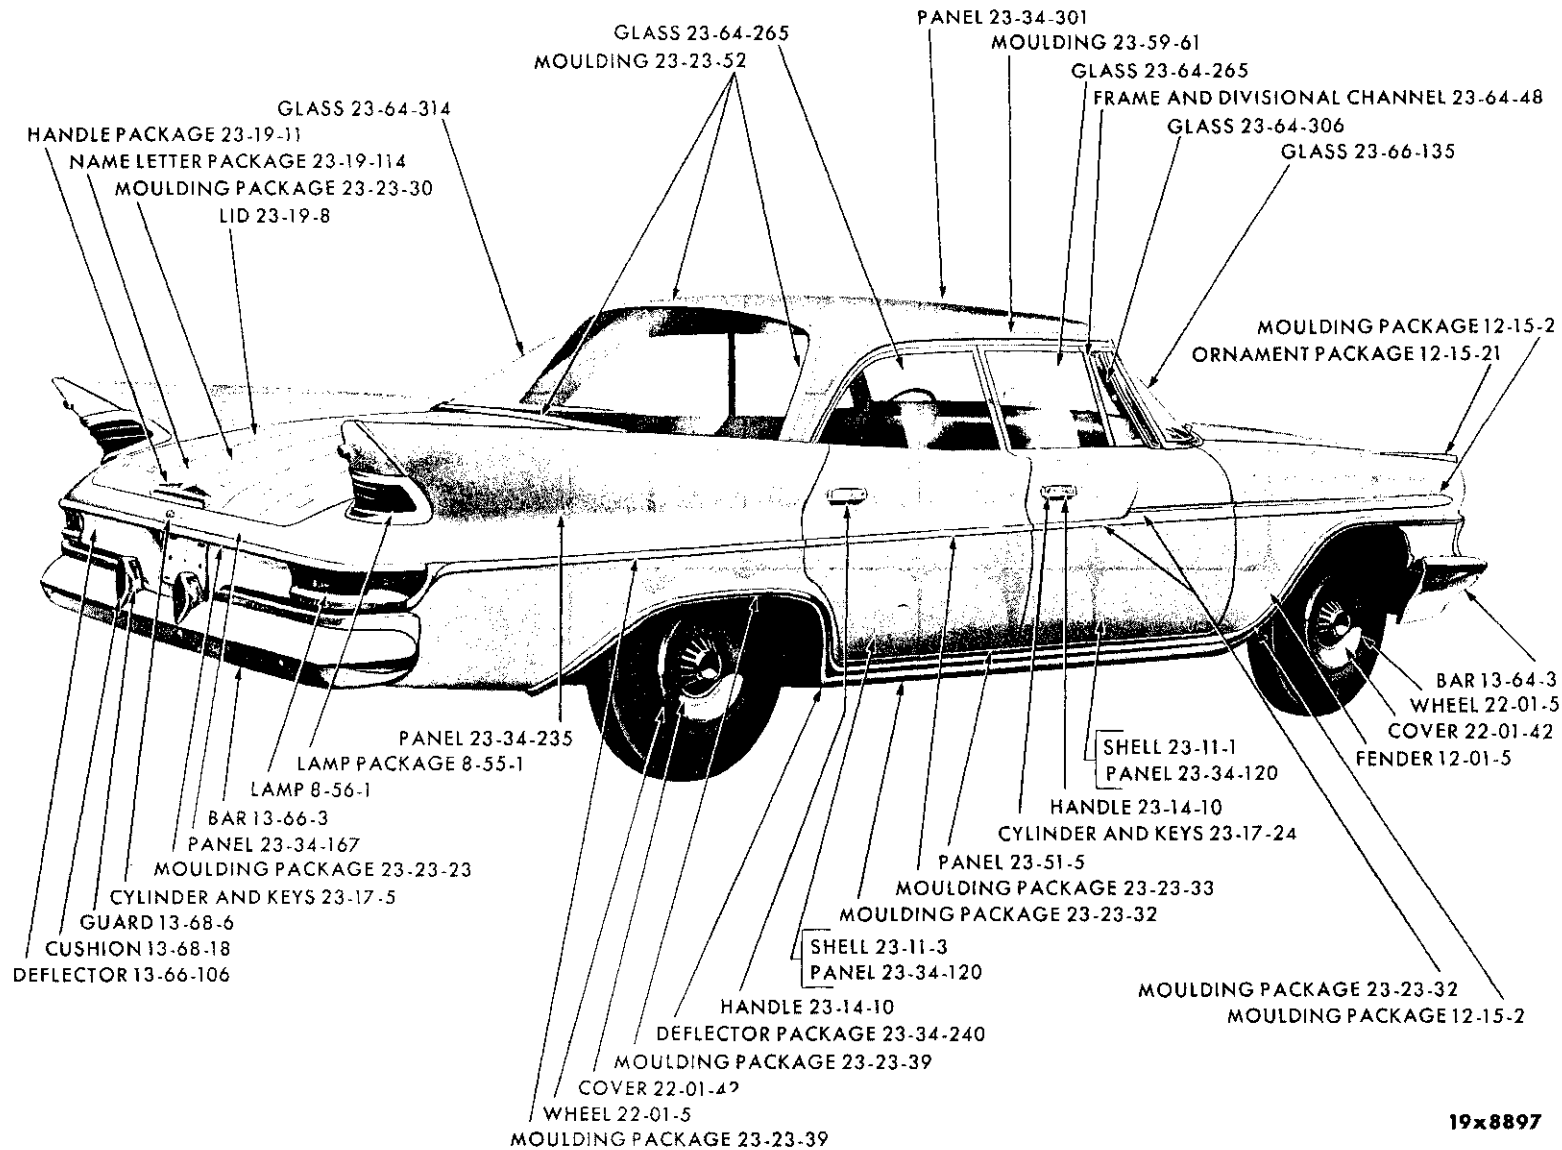 PANEL 23-34-301
GLASS 23-64-265
MOULDING 23-59-61
MOULDING 23-23-52
GLASS 23-64-265
FRAME AND DIVISIONAL CHANNEL 23-64-48
GLASS 23-64-314
GLASS 23-64-306
HANDLE PACKAGE 23-19-11
GLASS 23-66-135
NAME LETTER PACKAGE 23-19-114
MOULDING PACKAGE 23-23-30
LID 23-19-8
MOULDING PACKAGE 12-15-2
ORNAMENT PACKAGE 12-15-21
BAR 13-64-3
WHEEL 22-01-5
COVER 22-01-42
FENDER 12-01-5
PANEL 23-34-235
LAMP PACKAGE 8-55-1
LAMP 8-56-1
BAR 13-66-3
PANEL 23-34-167
MOULDING PACKAGE 23-23-23
CYLINDER AND KEYS 23-17-5
GUARD 13-68-6
CUSHION 13-68-18
DEFLECTOR 13-66-106
SHELL 23-11-1
PANEL 23-34-120
HANDLE 23-14-10
CYLINDER AND KEYS 23-17-24
PANEL 23-51-5
MOULDING PACKAGE 23-23-33
MOULDING PACKAGE 23-23-32
SHELL 23-11-3
PANEL 23-34-120
HANDLE 23-14-10
DEFLECTOR PACKAGE 23-34-240
MOULDING PACKAGE 23-23-39
COVER 22-01-42
WHEEL 22-01-5
MOULDING PACKAGE 23-23-39
MOULDING PACKAGE 23-23-32
MOULDING PACKAGE 12-15-2
19x8897